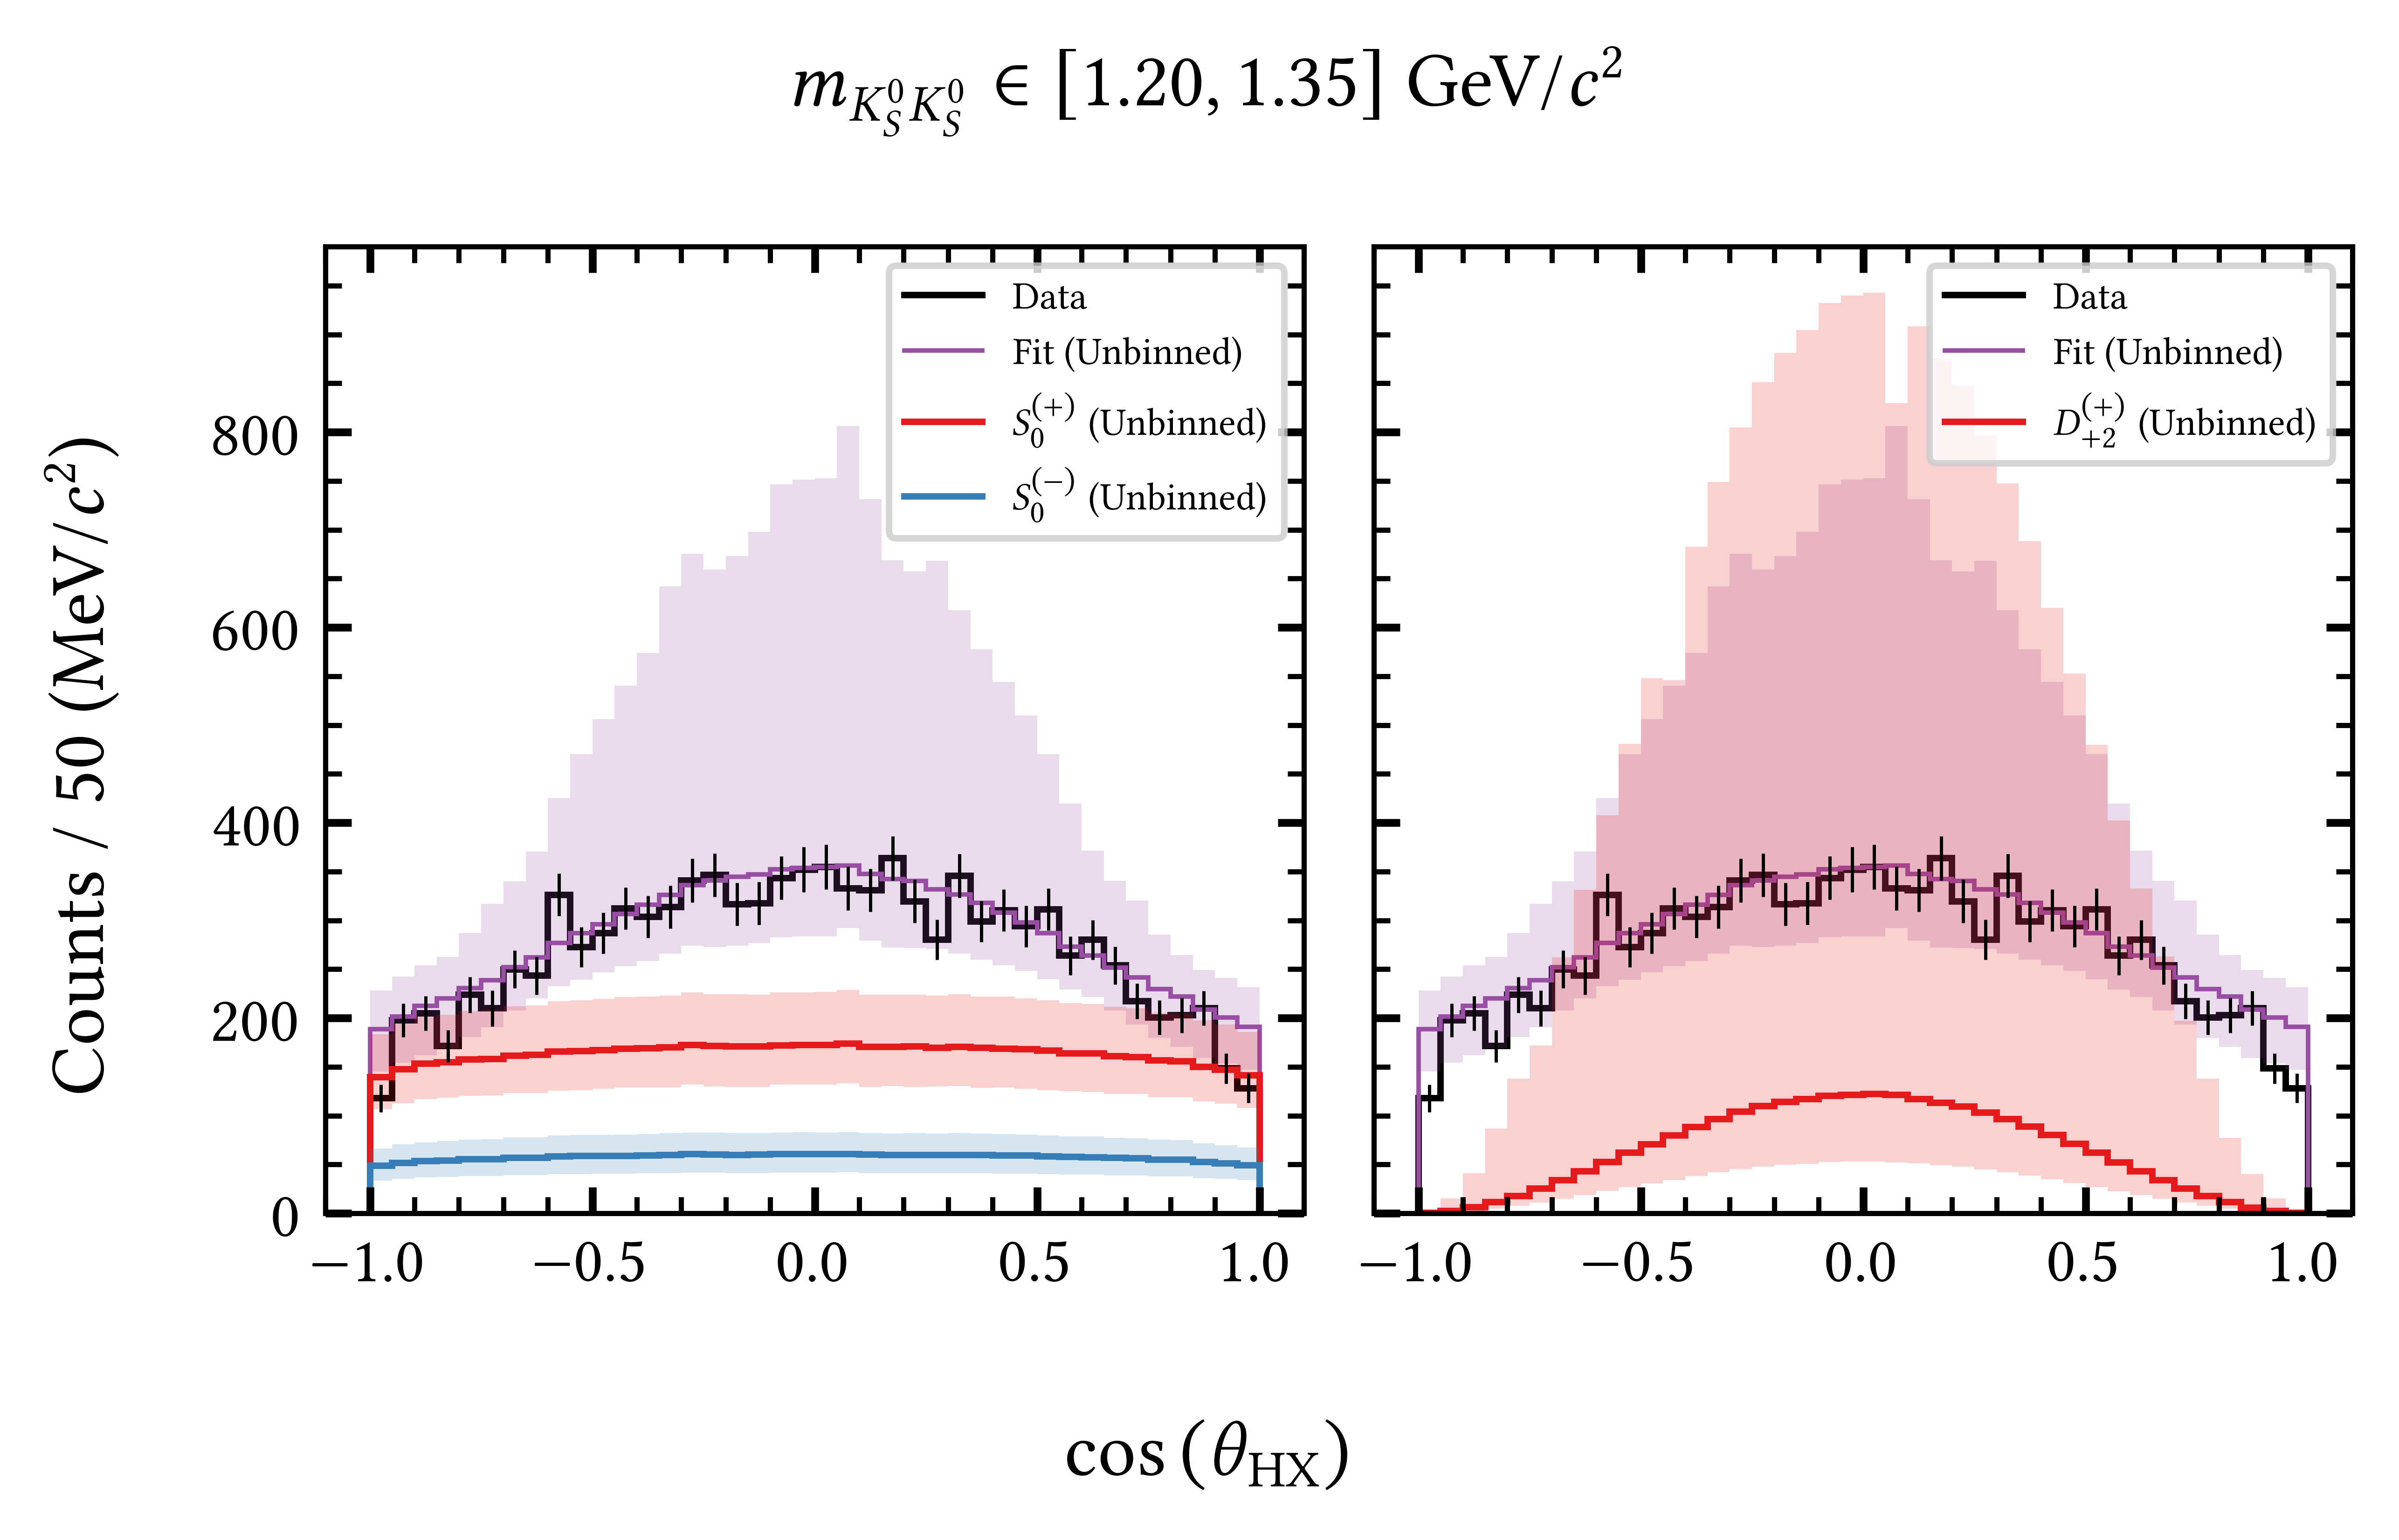 m_{K_S^0 K_S^0} ∈ [1.20, 1.35] GeV/c²
Counts / 50 (MeV/c²)
800
600
400
200
0
Data
Fit (Unbinned)
S_0^{(+)} (Unbinned)
S_0^{(−)} (Unbinned)
−1.0 −0.5 0.0 0.5 1.0
Data
Fit (Unbinned)
D_{+2}^{(+)} (Unbinned)
−1.0 −0.5 0.0 0.5 1.0
cos (θ_{HX})